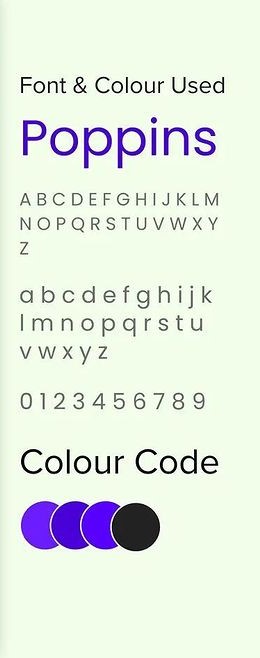 Font & Colour Used
Poppins
A B C D E F G H I J K L M
N O P Q R S T U V W X Y
Z
a b c d e f g h i j k
l m n o p q r s t u
v w x y z
0 1 2 3 4 5 6 7 8 9
Colour Code